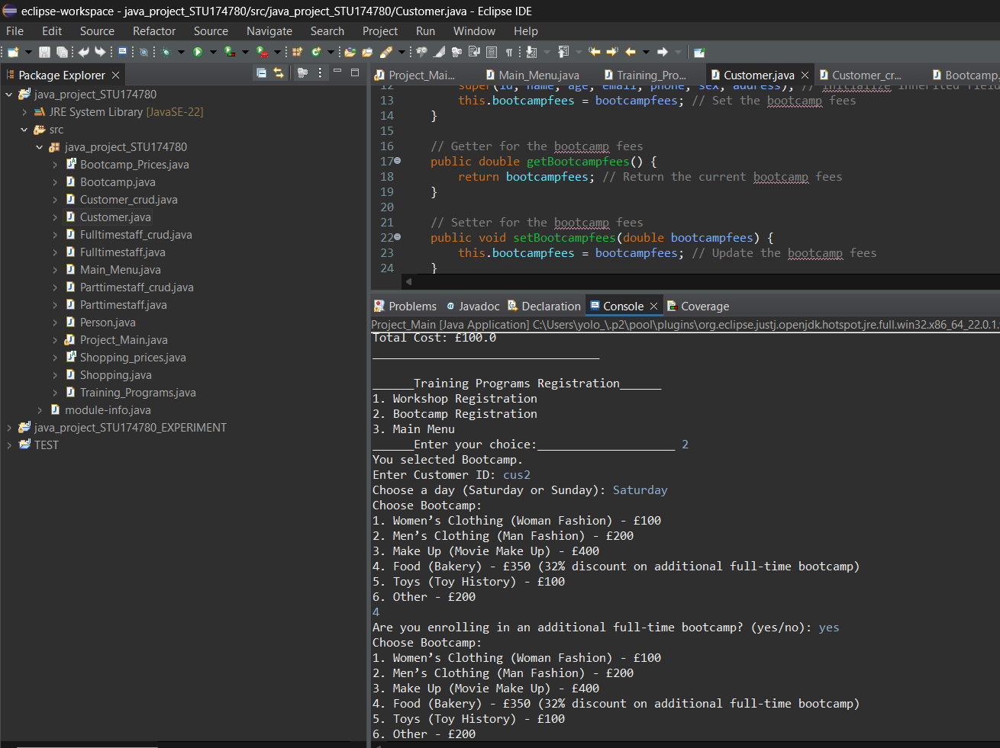 eclipse-workspace - java_project_STU174780/src/java_project_STU174780/Customer.java - Eclipse IDE
File Edit Source Refactor Source Navigate Search Project Run Window Help
Package Explorer
java_project_STU174780
JRE System Library [JavaSE-22]
src
java_project_STU174780
Bootcamp_Prices.java
Bootcamp.java
Customer_crud.java
Customer.java
Fulltimestaff_crud.java
Fulltimestaff.java
Main_Menu.java
Parttimestaff_crud.java
Parttimestaff.java
Person.java
Project_Main.java
Shopping_prices.java
Shopping.java
Training_Programs.java
module-info.java
java_project_STU174780_EXPERIMENT
TEST
Project_Mai... Main_Menu.java Training_Pro... Customer.java Customer_cr... Bootcamp.
12 super(id, name, age, email, phone, sex, address); // Initialize inherited field
13 this.bootcampfees = bootcampfees; // Set the bootcamp fees
14 }
15
16 // Getter for the bootcamp fees
17 public double getBootcampfees() {
18 return bootcampfees; // Return the current bootcamp fees
19 }
20
21 // Setter for the bootcamp fees
22 public void setBootcampfees(double bootcampfees) {
23 this.bootcampfees = bootcampfees; // Update the bootcamp fees
24 }
Problems Javadoc Declaration Console Coverage
Project_Main [Java Application] C:\Users\yolo_\.p2\pool\plugins\org.eclipse.justj.openjdk.hotspot.jre.full.win32.x86_64_22.0.1.
Total Cost: £100.0
_________________________________
______Training Programs Registration______
1. Workshop Registration
2. Bootcamp Registration
3. Main Menu
______Enter your choice:____________________ 2
You selected Bootcamp.
Enter Customer ID: cus2
Choose a day (Saturday or Sunday): Saturday
Choose Bootcamp:
1. Women’s Clothing (Woman Fashion) - £100
2. Men’s Clothing (Man Fashion) - £200
3. Make Up (Movie Make Up) - £400
4. Food (Bakery) - £350 (32% discount on additional full-time bootcamp)
5. Toys (Toy History) - £100
6. Other - £200
4
Are you enrolling in an additional full-time bootcamp? (yes/no): yes
Choose Bootcamp:
1. Women’s Clothing (Woman Fashion) - £100
2. Men’s Clothing (Man Fashion) - £200
3. Make Up (Movie Make Up) - £400
4. Food (Bakery) - £350 (32% discount on additional full-time bootcamp)
5. Toys (Toy History) - £100
6. Other - £200